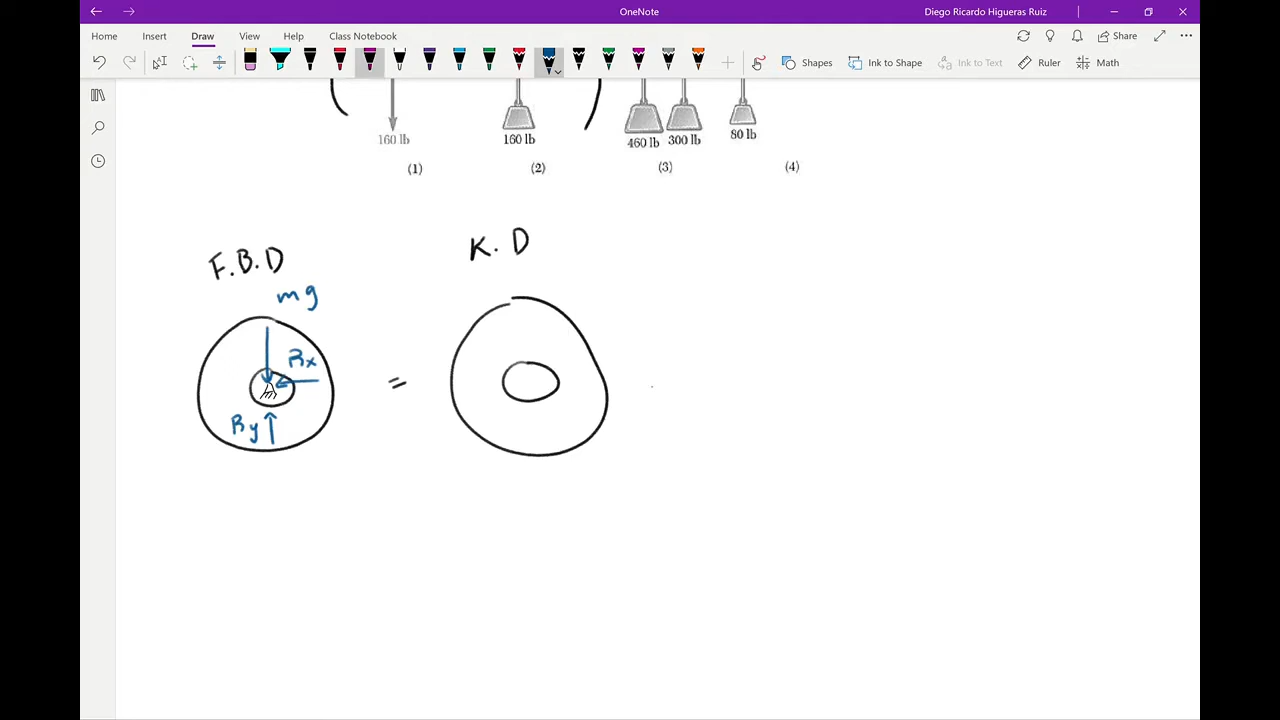 OneNote
Diego Ricardo Higueras Ruiz
Home Insert Draw View Help Class Notebook
Share
Shapes Ink to Shape Ink to Text Ruler Math
160 lb 160 lb 460 lb 300 lb 80 lb
(1) (2) (3) (4)
F.B.D K.D
mg
Rx
=
Ry